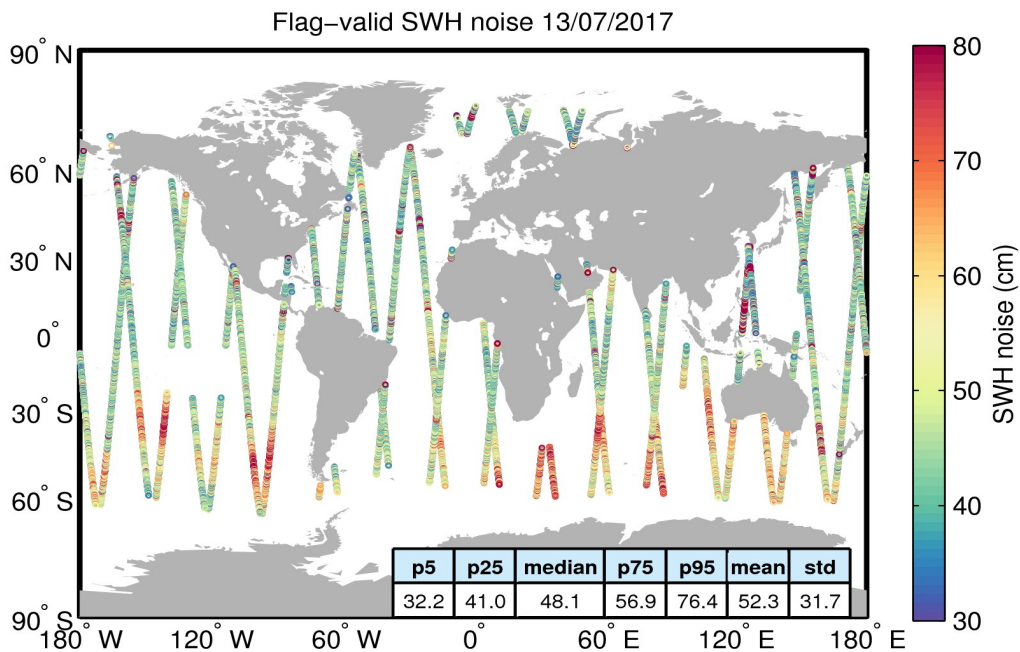 Flag−valid SWH noise 13/07/2017
90° N
60° N
30° N
0°
30° S
60° S
90° S
180° W
120° W
60° W
0°
60° E
120° E
180° E
80
70
60
50
40
30
SWH noise (cm)
p5 p25 median p75 p95 mean std
32.2 41.0 48.1 56.9 76.4 52.3 31.7